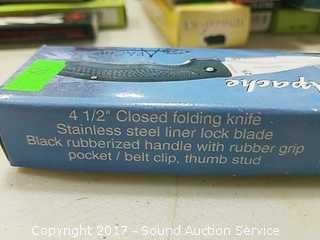 Apache
4 1/2" Closed folding knife
Stainless steel liner lock blade
Black rubberized handle with rubber grip
pocket / belt clip, thumb stud
Copyright 2017 - Sound Auction Service